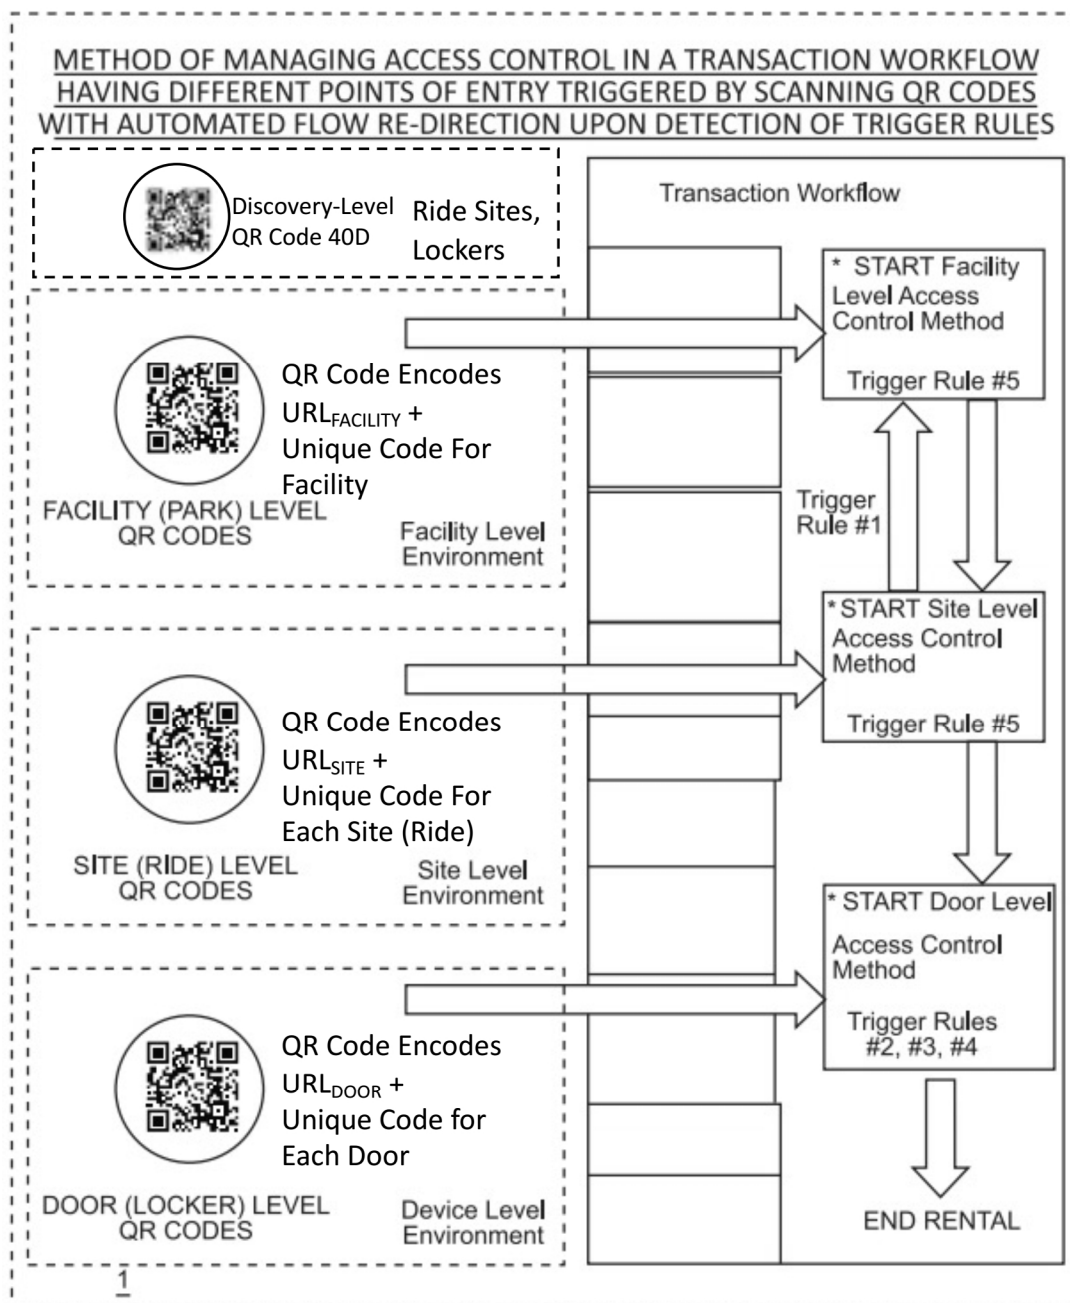 METHOD OF MANAGING ACCESS CONTROL IN A TRANSACTION WORKFLOW
HAVING DIFFERENT POINTS OF ENTRY TRIGGERED BY SCANNING QR CODES
WITH AUTOMATED FLOW RE-DIRECTION UPON DETECTION OF TRIGGER RULES
Discovery-Level
QR Code 40D
Ride Sites,
Lockers
QR Code Encodes
URL_FACILITY +
Unique Code For
Facility
FACILITY (PARK) LEVEL
QR CODES
Facility Level
Environment
QR Code Encodes
URL_SITE +
Unique Code For
Each Site (Ride)
SITE (RIDE) LEVEL
QR CODES
Site Level
Environment
QR Code Encodes
URL_DOOR +
Unique Code for
Each Door
DOOR (LOCKER) LEVEL
QR CODES
Device Level
Environment
Transaction Workflow
* START Facility
Level Access
Control Method
Trigger Rule #5
Trigger
Rule #1
* START Site Level
Access Control
Method
Trigger Rule #5
* START Door Level
Access Control
Method
Trigger Rules
#2, #3, #4
END RENTAL
1